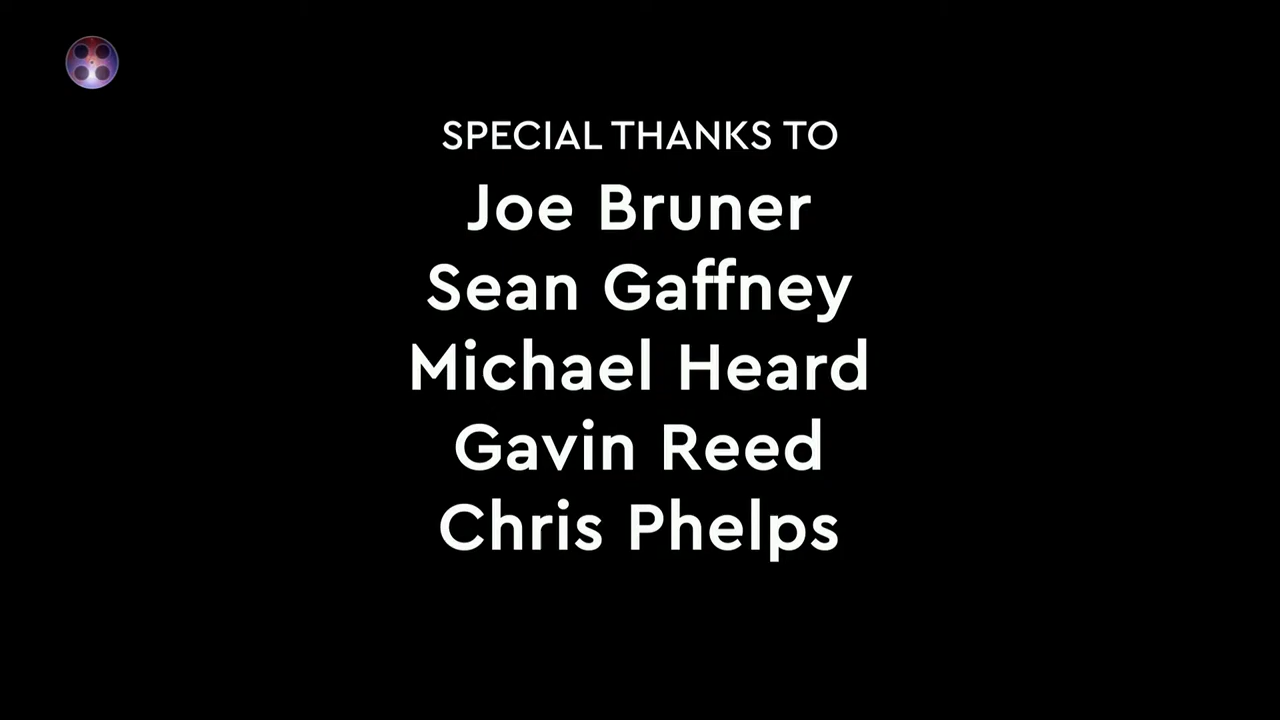 SPECIAL THANKS TO
Joe Bruner
Sean Gaffney
Michael Heard
Gavin Reed
Chris Phelps